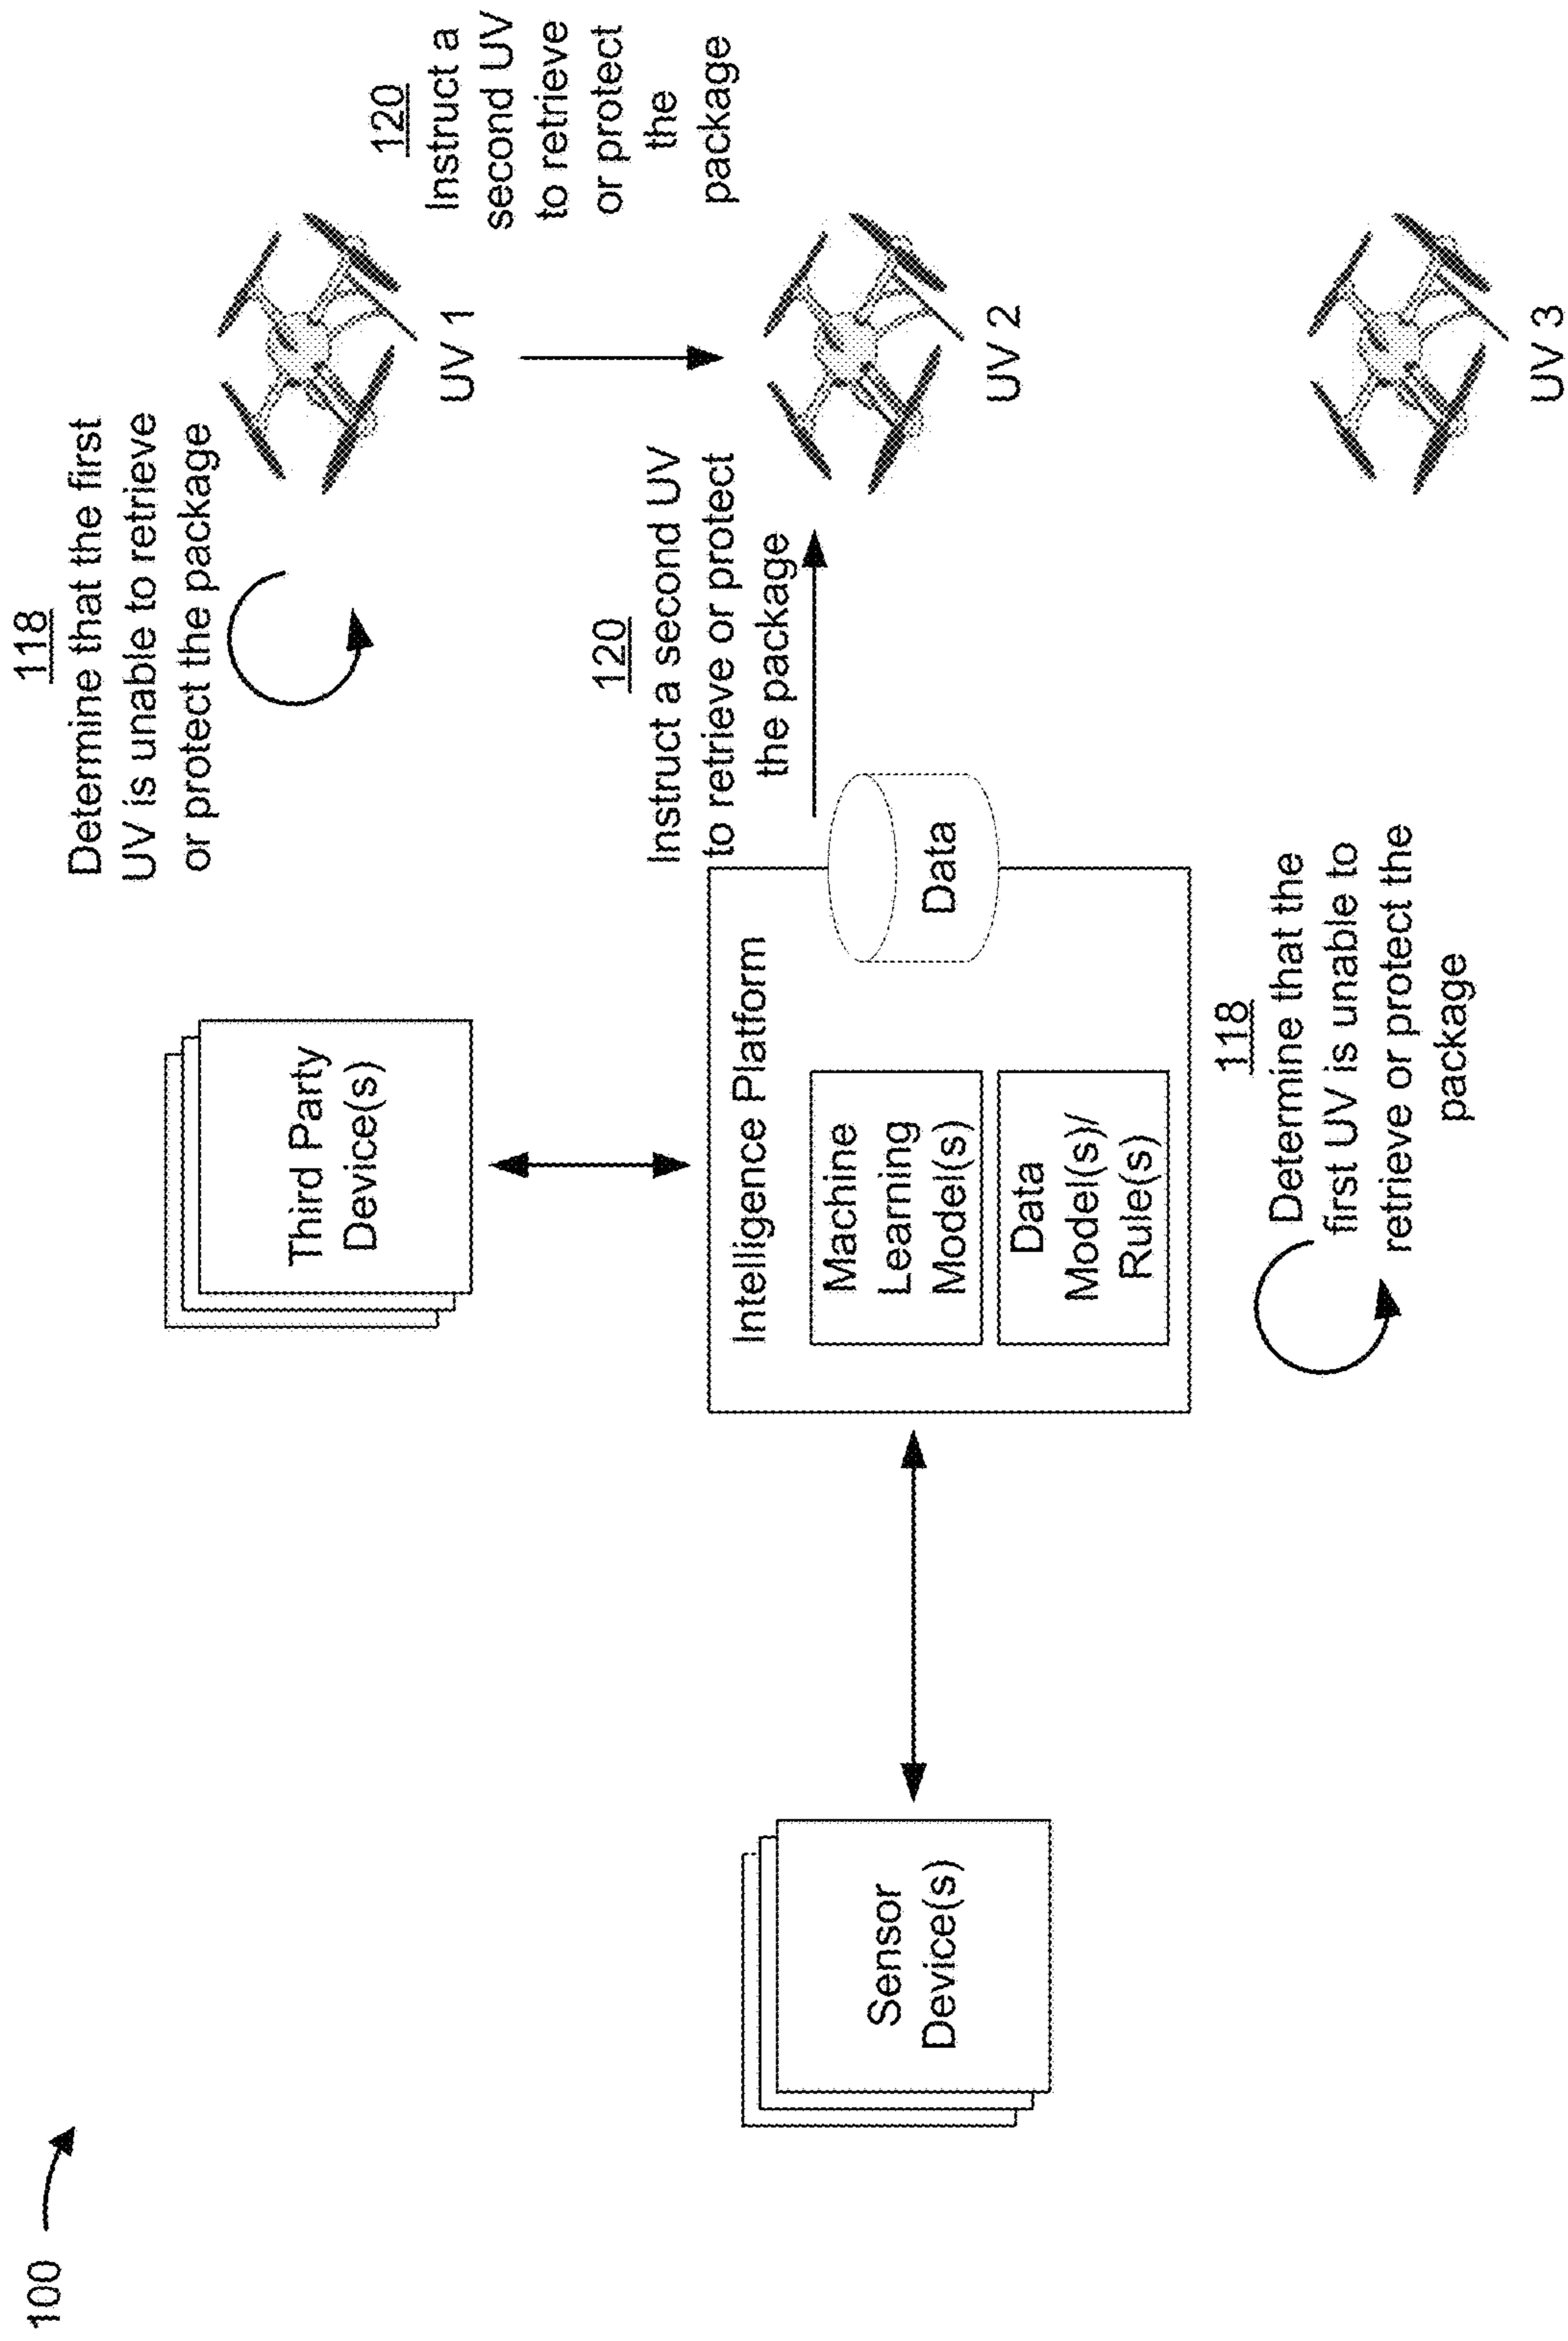 100
118
Determine that the first
UV is unable to retrieve
or protect the package
Third Party
Device(s)
UV 1
120
Instruct a
second UV
to retrieve
or protect
the
package
120
Instruct a second UV
to retrieve or protect
the package
Sensor
Device(s)
Intelligence Platform
Machine
Learning
Model(s)
Data
Model(s)/
Rule(s)
Data
UV 2
118
Determine that the
first UV is unable to
retrieve or protect the
package
UV 3